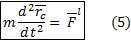 m d²r̅c/dt² = F̅ˡ (5)